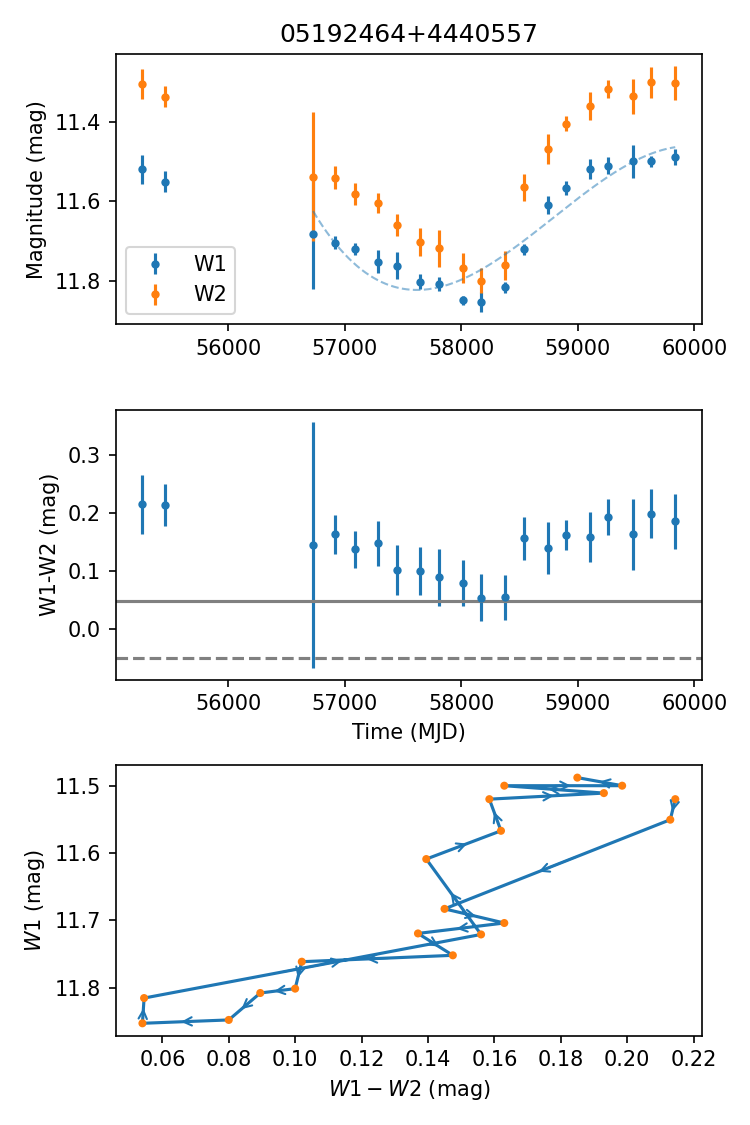 05192464+4440557
Magnitude (mag)
11.4
11.6
11.8
W1
W2
56000 57000 58000 59000 60000
W1-W2 (mag)
0.3
0.2
0.1
0.0
56000 57000 58000 59000 60000
Time (MJD)
W1 (mag)
11.5
11.6
11.7
11.8
0.06 0.08 0.10 0.12 0.14 0.16 0.18 0.20 0.22
W1 − W2 (mag)